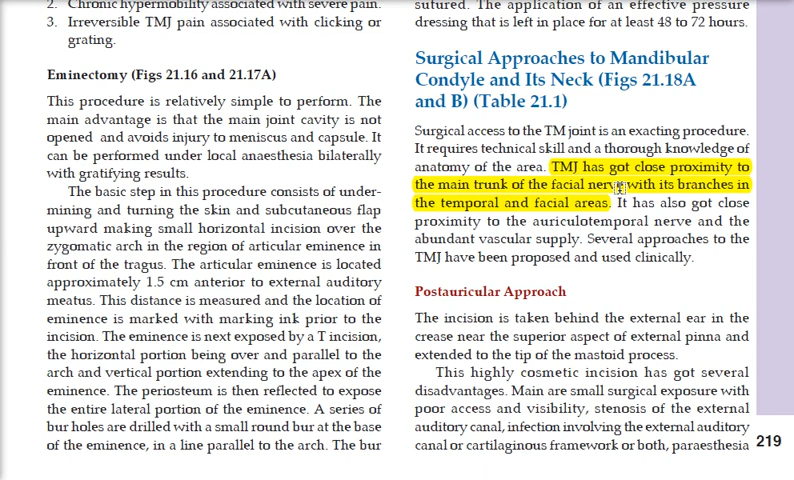 2. Chronic hypermobility associated with severe pain.
3. Irreversible TMJ pain associated with clicking or
grating.
Eminectomy (Figs 21.16 and 21.17A)
This procedure is relatively simple to perform. The
main advantage is that the main joint cavity is not
opened and avoids injury to meniscus and capsule. It
can be performed under local anaesthesia bilaterally
with gratifying results.
The basic step in this procedure consists of under-
mining and turning the skin and subcutaneous flap
upward making small horizontal incision over the
zygomatic arch in the region of articular eminence in
front of the tragus. The articular eminence is located
approximately 1.5 cm anterior to external auditory
meatus. This distance is measured and the location of
eminence is marked with marking ink prior to the
incision. The eminence is next exposed by a T incision,
the horizontal portion being over and parallel to the
arch and vertical portion extending to the apex of the
eminence. The periosteum is then reflected to expose
the entire lateral portion of the eminence. A series of
bur holes are drilled with a small round bur at the base
of the eminence, in a line parallel to the arch. The bur
sutured. The application of an effective pressure
dressing that is left in place for at least 48 to 72 hours.
Surgical Approaches to Mandibular
Condyle and Its Neck (Figs 21.18A
and B) (Table 21.1)
Surgical access to the TM joint is an exacting procedure.
It requires technical skill and a thorough knowledge of
anatomy of the area. TMJ has got close proximity to
the main trunk of the facial nerve with its branches in
the temporal and facial areas. It has also got close
proximity to the auriculotemporal nerve and the
abundant vascular supply. Several approaches to the
TMJ have been proposed and used clinically.
Postauricular Approach
The incision is taken behind the external ear in the
crease near the superior aspect of external pinna and
extended to the tip of the mastoid process.
This highly cosmetic incision has got several
disadvantages. Main are small surgical exposure with
poor access and visibility, stenosis of the external
auditory canal, infection involving the external auditory
canal or cartilaginous framework or both, paraesthesia
219